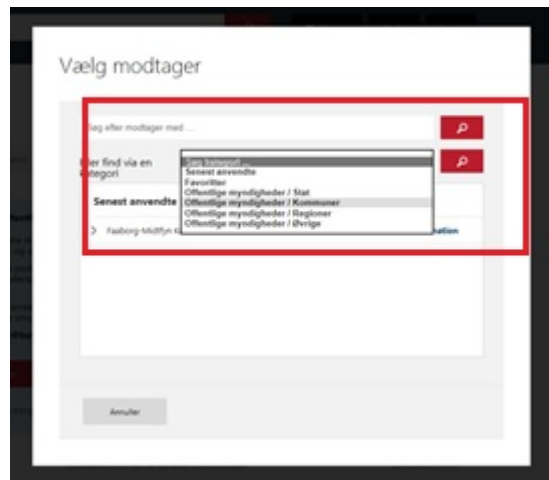 Vælg modtager
Søg efter modtager med ...
Eller find via en
kategori
Søg kategori ...
Senest anvendte
Favoritter
Offentlige myndigheder / Stat
Offentlige myndigheder / Kommuner
Offentlige myndigheder / Regioner
Offentlige myndigheder / Øvrige
Senest anvendte
Faaborg-Midtfyn
Annuller